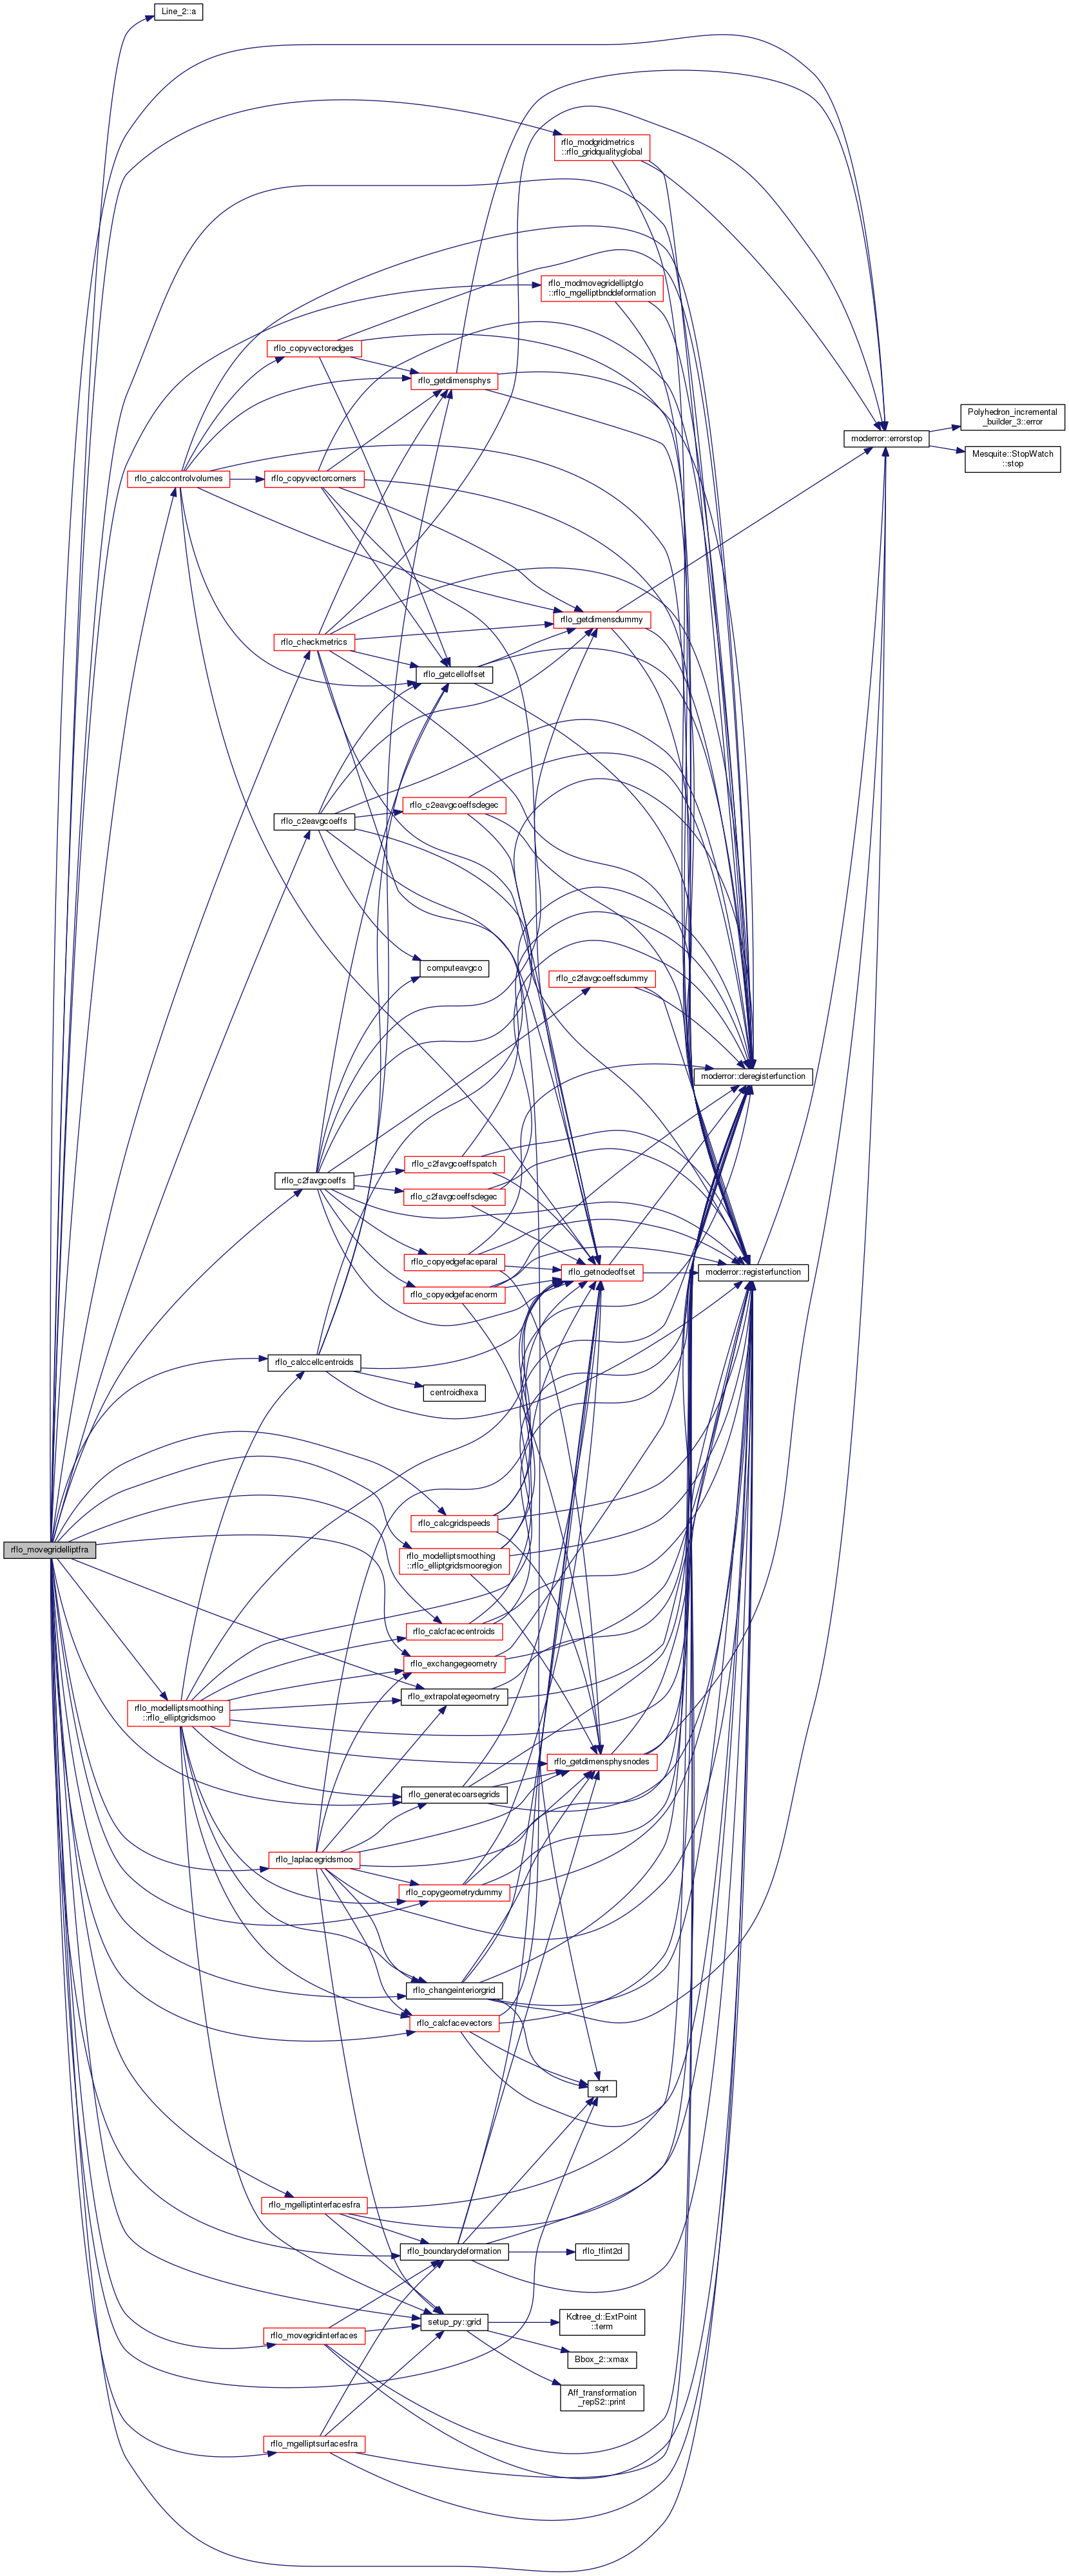 Line_2::a
rflo_modgridmetrics
::rflo_gridqualityglobal
rflo_modmovegridelliptglo
::rflo_mgelliptbnddeformation
rflo_copyvectoredges
rflo_getdimensphys
Polyhedron_incremental
_builder_3::error
moderror::errorstop
Mesquite::StopWatch
::stop
rflo_calccontrolvolumes
rflo_copyvectorcorners
rflo_getdimensdummy
rflo_checkmetrics
rflo_getcelloffset
rflo_c2eavgcoeffsdegec
rflo_c2eavgcoeffs
computeavgco
rflo_c2favgcoeffsdummy
moderror::deregisterfunction
rflo_c2favgcoeffspatch
rflo_c2favgcoeffs
rflo_c2favgcoeffsdegec
rflo_copyedgefaceparal
rflo_getnodeoffset
moderror::registerfunction
rflo_copyedgefacenorm
rflo_calccellcentroids
centroidhexa
rflo_calcgridspeeds
rflo_movegridelliptfra
rflo_modelliptsmoothing
::rflo_elliptgridsmooregion
rflo_calcfacecentroids
rflo_exchangegeometry
rflo_extrapolategeometry
rflo_modelliptsmoothing
::rflo_elliptgridsmoo
rflo_getdimensphysnodes
rflo_generatecoarsegrids
rflo_laplacegridsmoo
rflo_copygeometrydummy
rflo_changeinteriorgrid
rflo_calcfacevectors
sqrt
rflo_mgelliptinterfacesfra
rflo_boundarydeformation
rflo_tfint2d
setup_py::grid
Kdtree_d::ExtPoint
::term
rflo_movegridinterfaces
Bbox_2::xmax
Aff_transformation
_repS2::print
rflo_mgelliptsurfacesfra